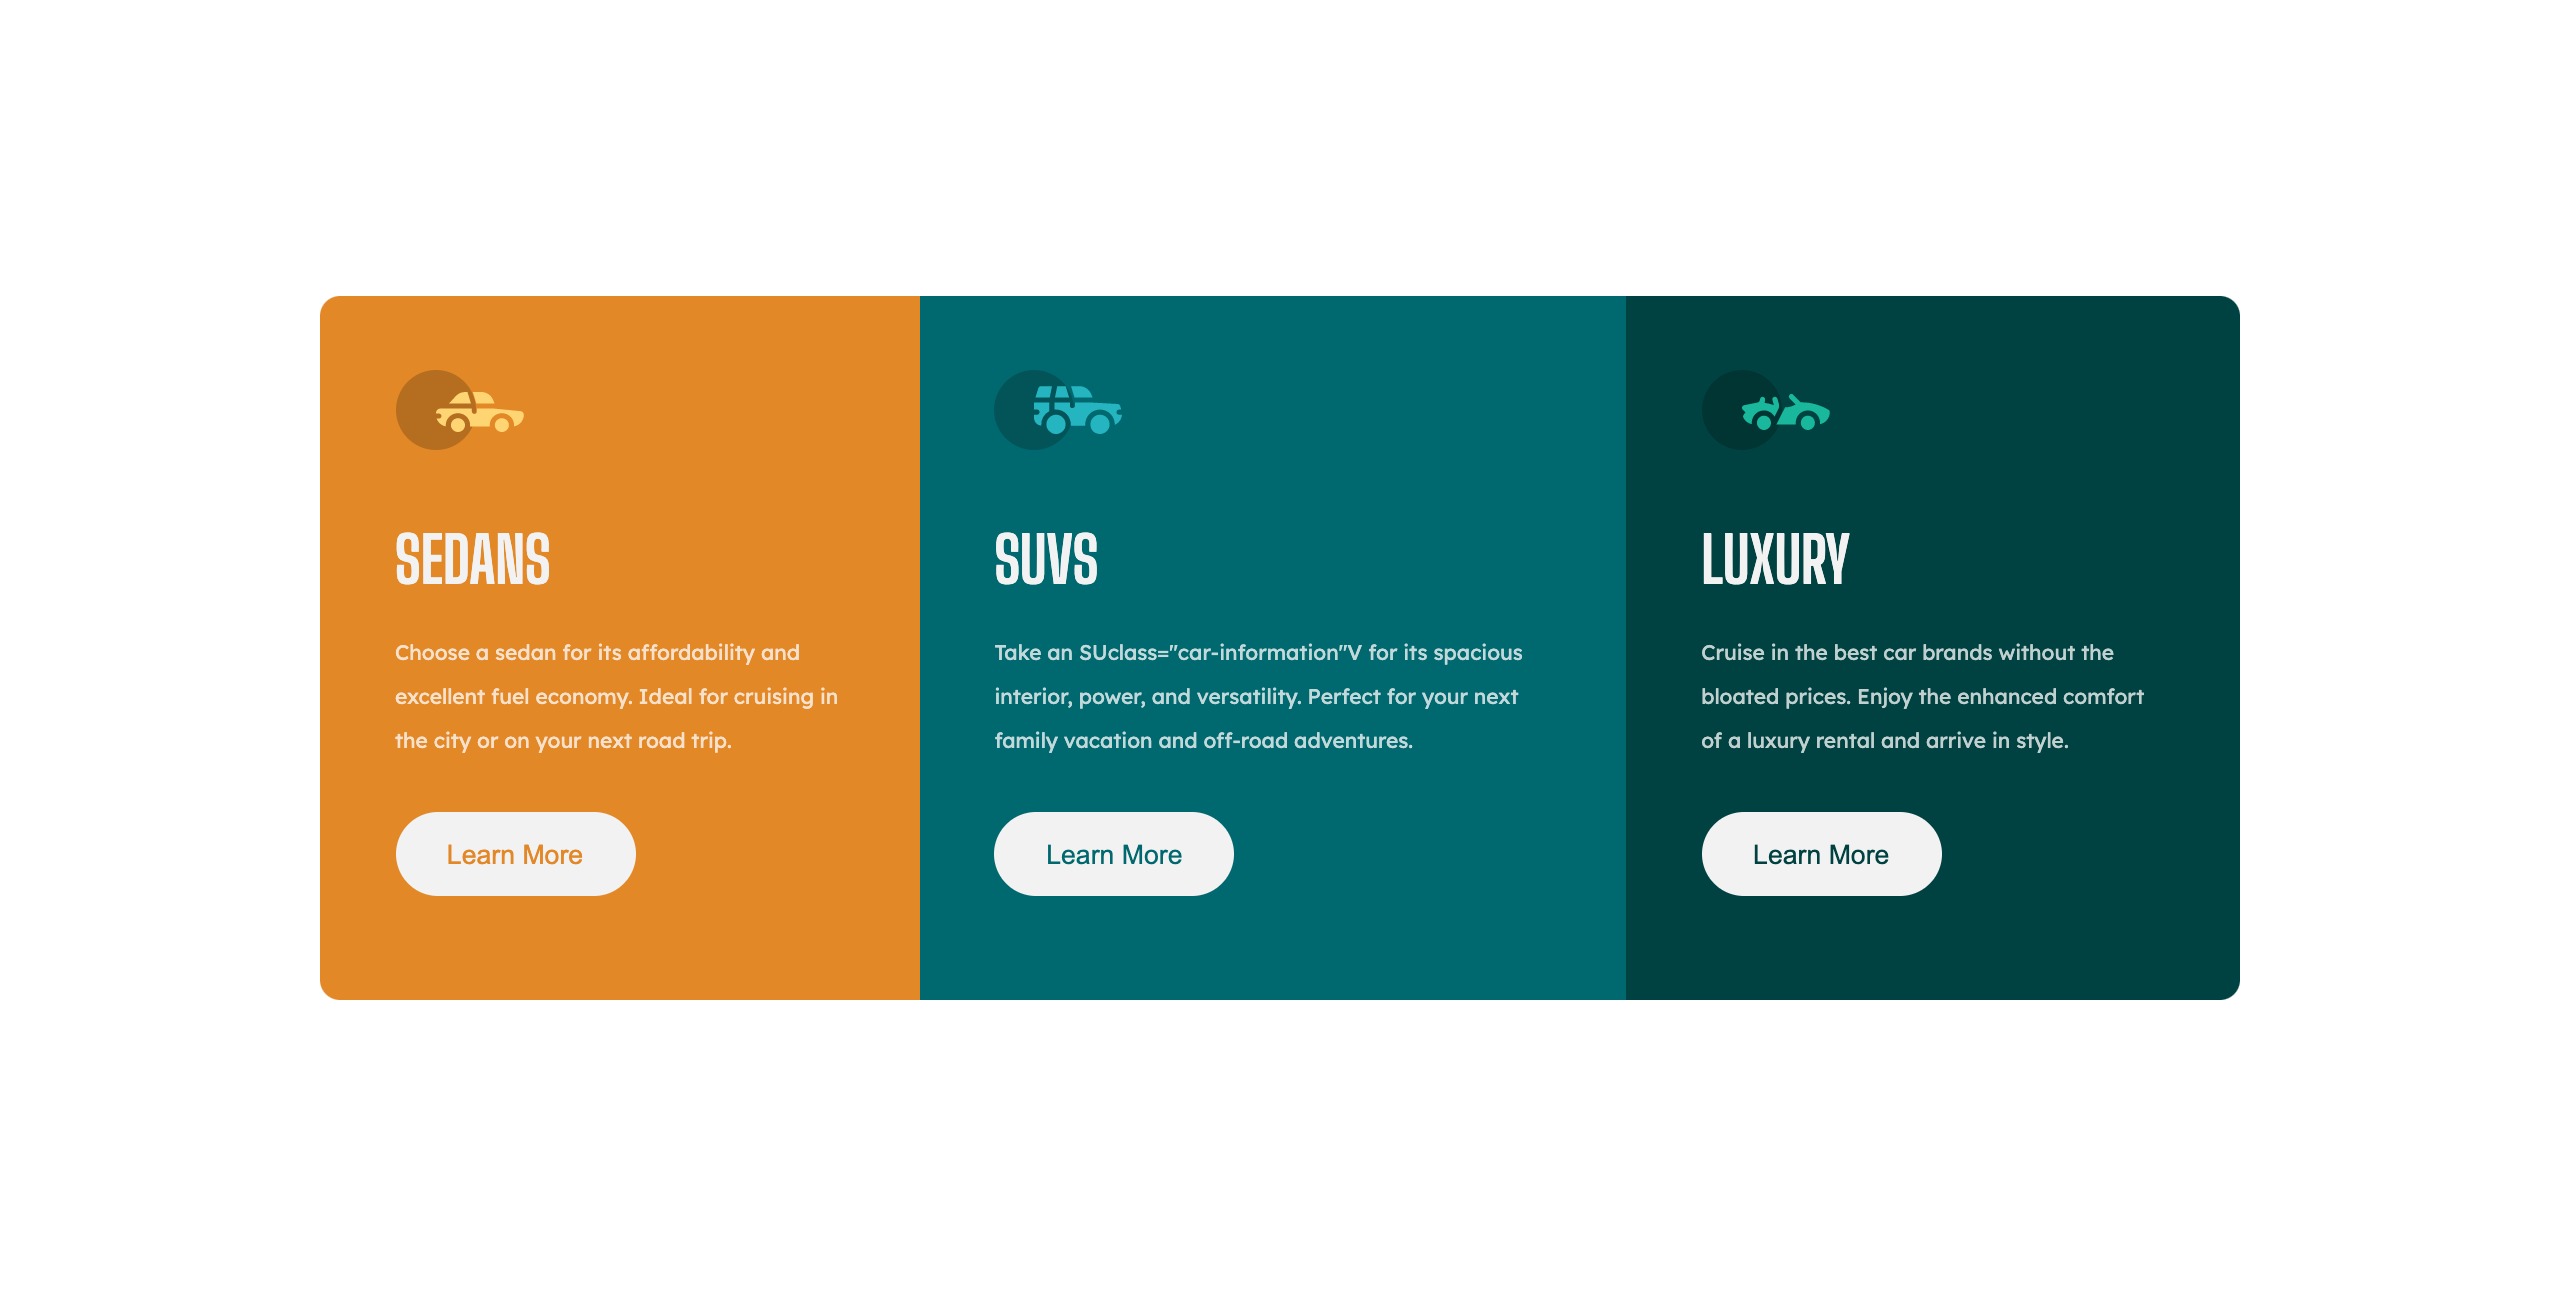 SEDANS
Choose a sedan for its affordability and
excellent fuel economy. Ideal for cruising in
the city or on your next road trip.
Learn More
SUVS
Take an SUclass="car-information"V for its spacious
interior, power, and versatility. Perfect for your next
family vacation and off-road adventures.
Learn More
LUXURY
Cruise in the best car brands without the
bloated prices. Enjoy the enhanced comfort
of a luxury rental and arrive in style.
Learn More